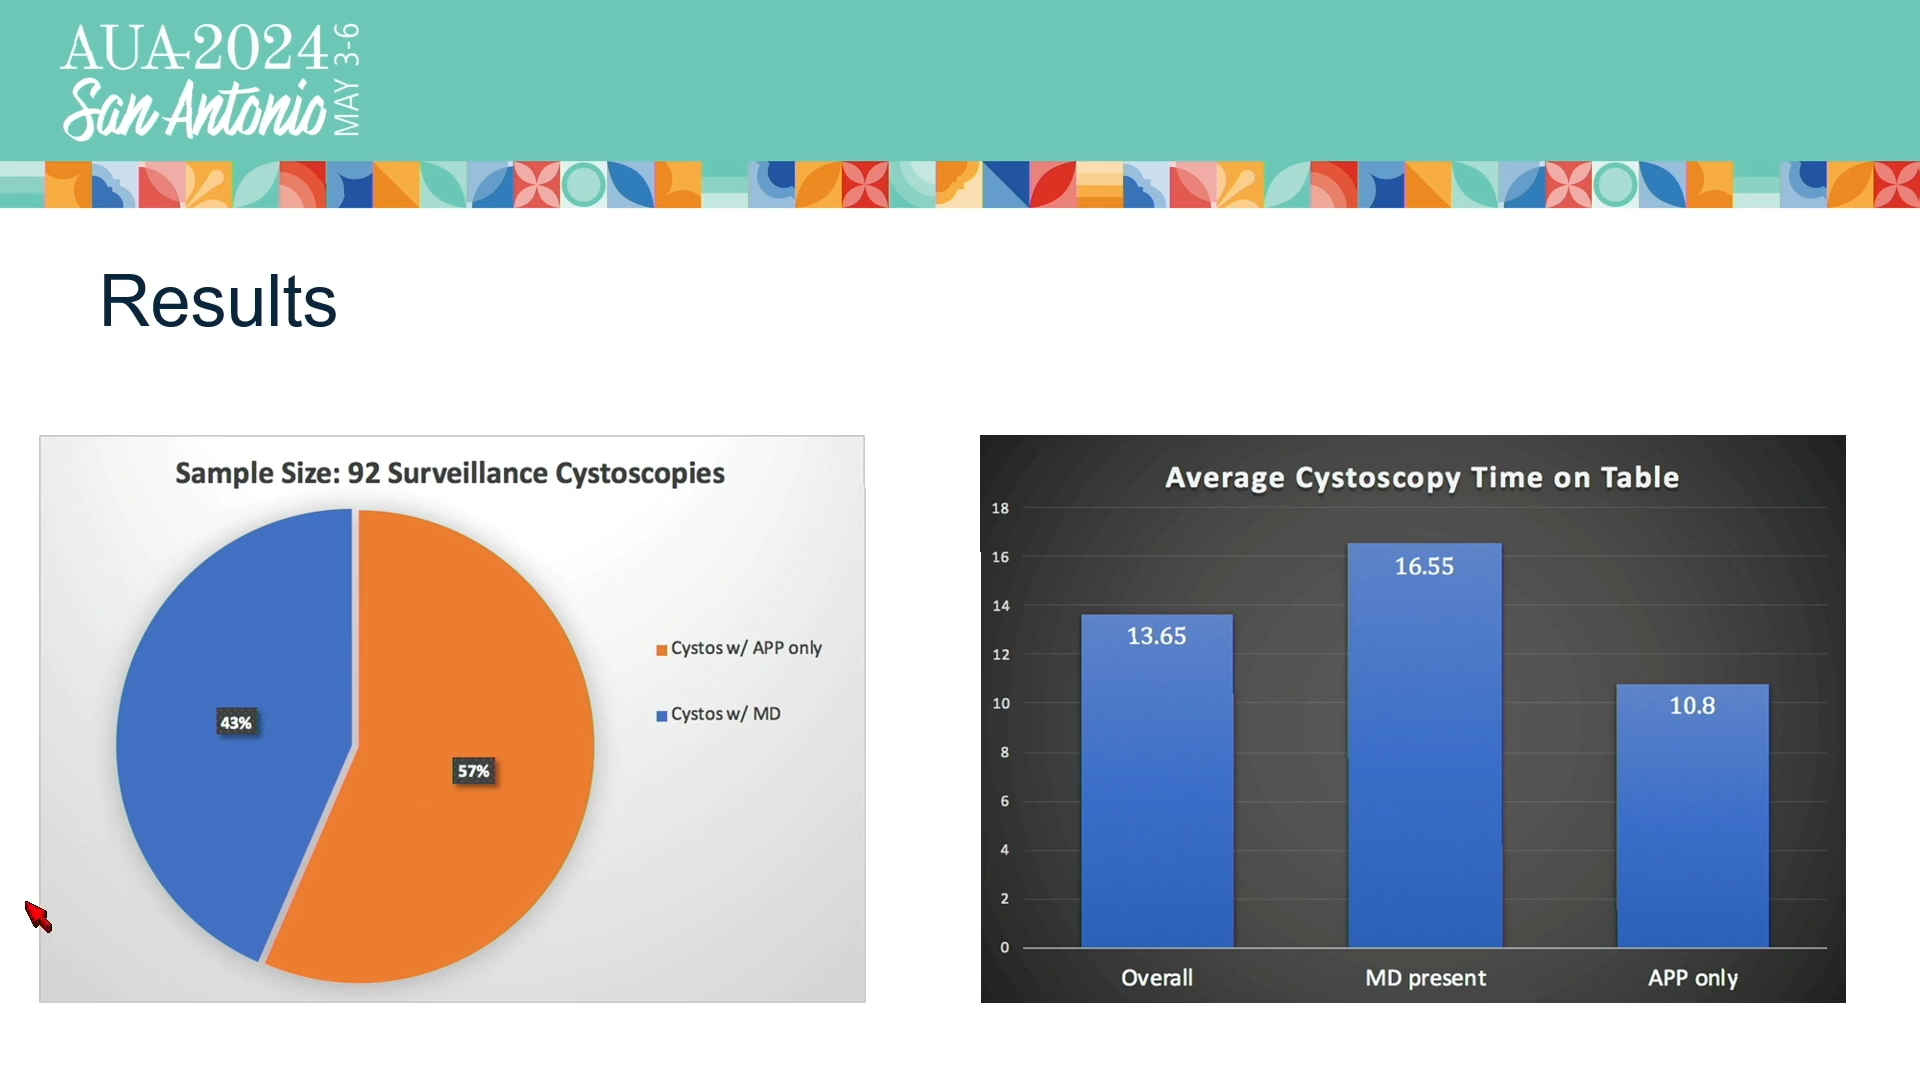 AUA 2024
San Antonio
MAY 3-6
Results
Sample Size: 92 Surveillance Cystoscopies
43%
57%
Cystos w/ APP only
Cystos w/ MD
Average Cystoscopy Time on Table
18
16
14
12
10
8
6
4
2
0
13.65
16.55
10.8
Overall
MD present
APP only